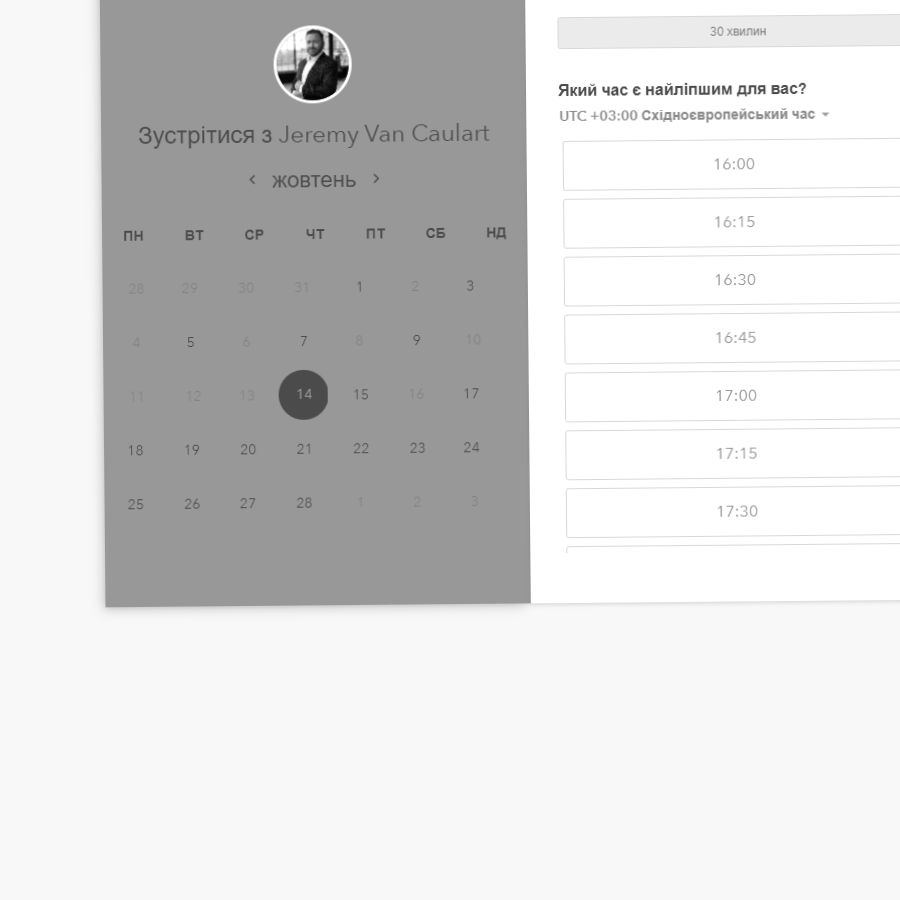 Зустрітися з Jeremy Van Caulart
жовтень
ПН ВТ СР ЧТ ПТ СБ НД
28 29 30 31 1 2 3
4 5 6 7 8 9 10
11 12 13 14 15 16 17
18 19 20 21 22 23 24
25 26 27 28 1 2 3
30 хвилин
Який час є найліпшим для вас?
UTC +03:00 Східноєвропейський час
16:00
16:15
16:30
16:45
17:00
17:15
17:30